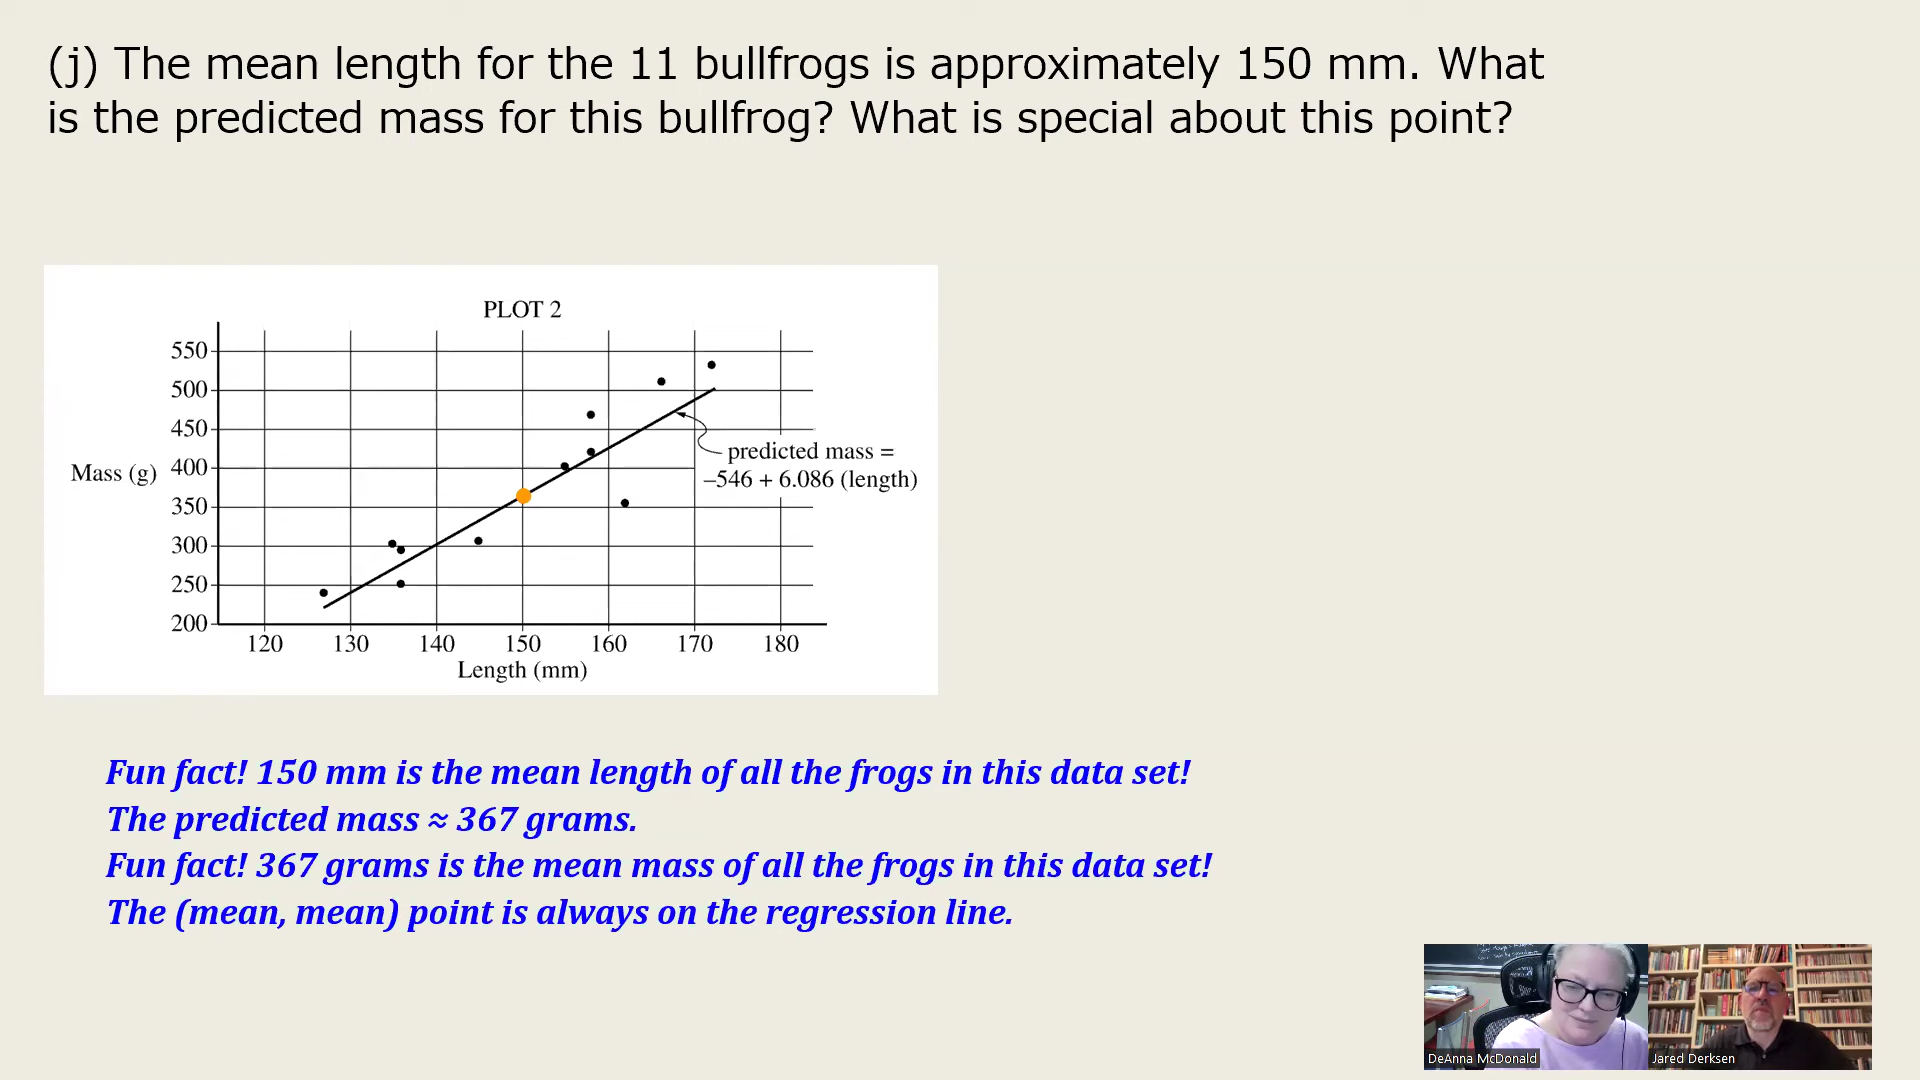 (j) The mean length for the 11 bullfrogs is approximately 150 mm. What
is the predicted mass for this bullfrog? What is special about this point?
PLOT 2
550
500
450
400
350
300
250
200
Mass (g)
predicted mass =
–546 + 6.086 (length)
120 130 140 150 160 170 180
Length (mm)
Fun fact! 150 mm is the mean length of all the frogs in this data set!
The predicted mass ≈ 367 grams.
Fun fact! 367 grams is the mean mass of all the frogs in this data set!
The (mean, mean) point is always on the regression line.
DeAnna McDonald
Jared Derksen